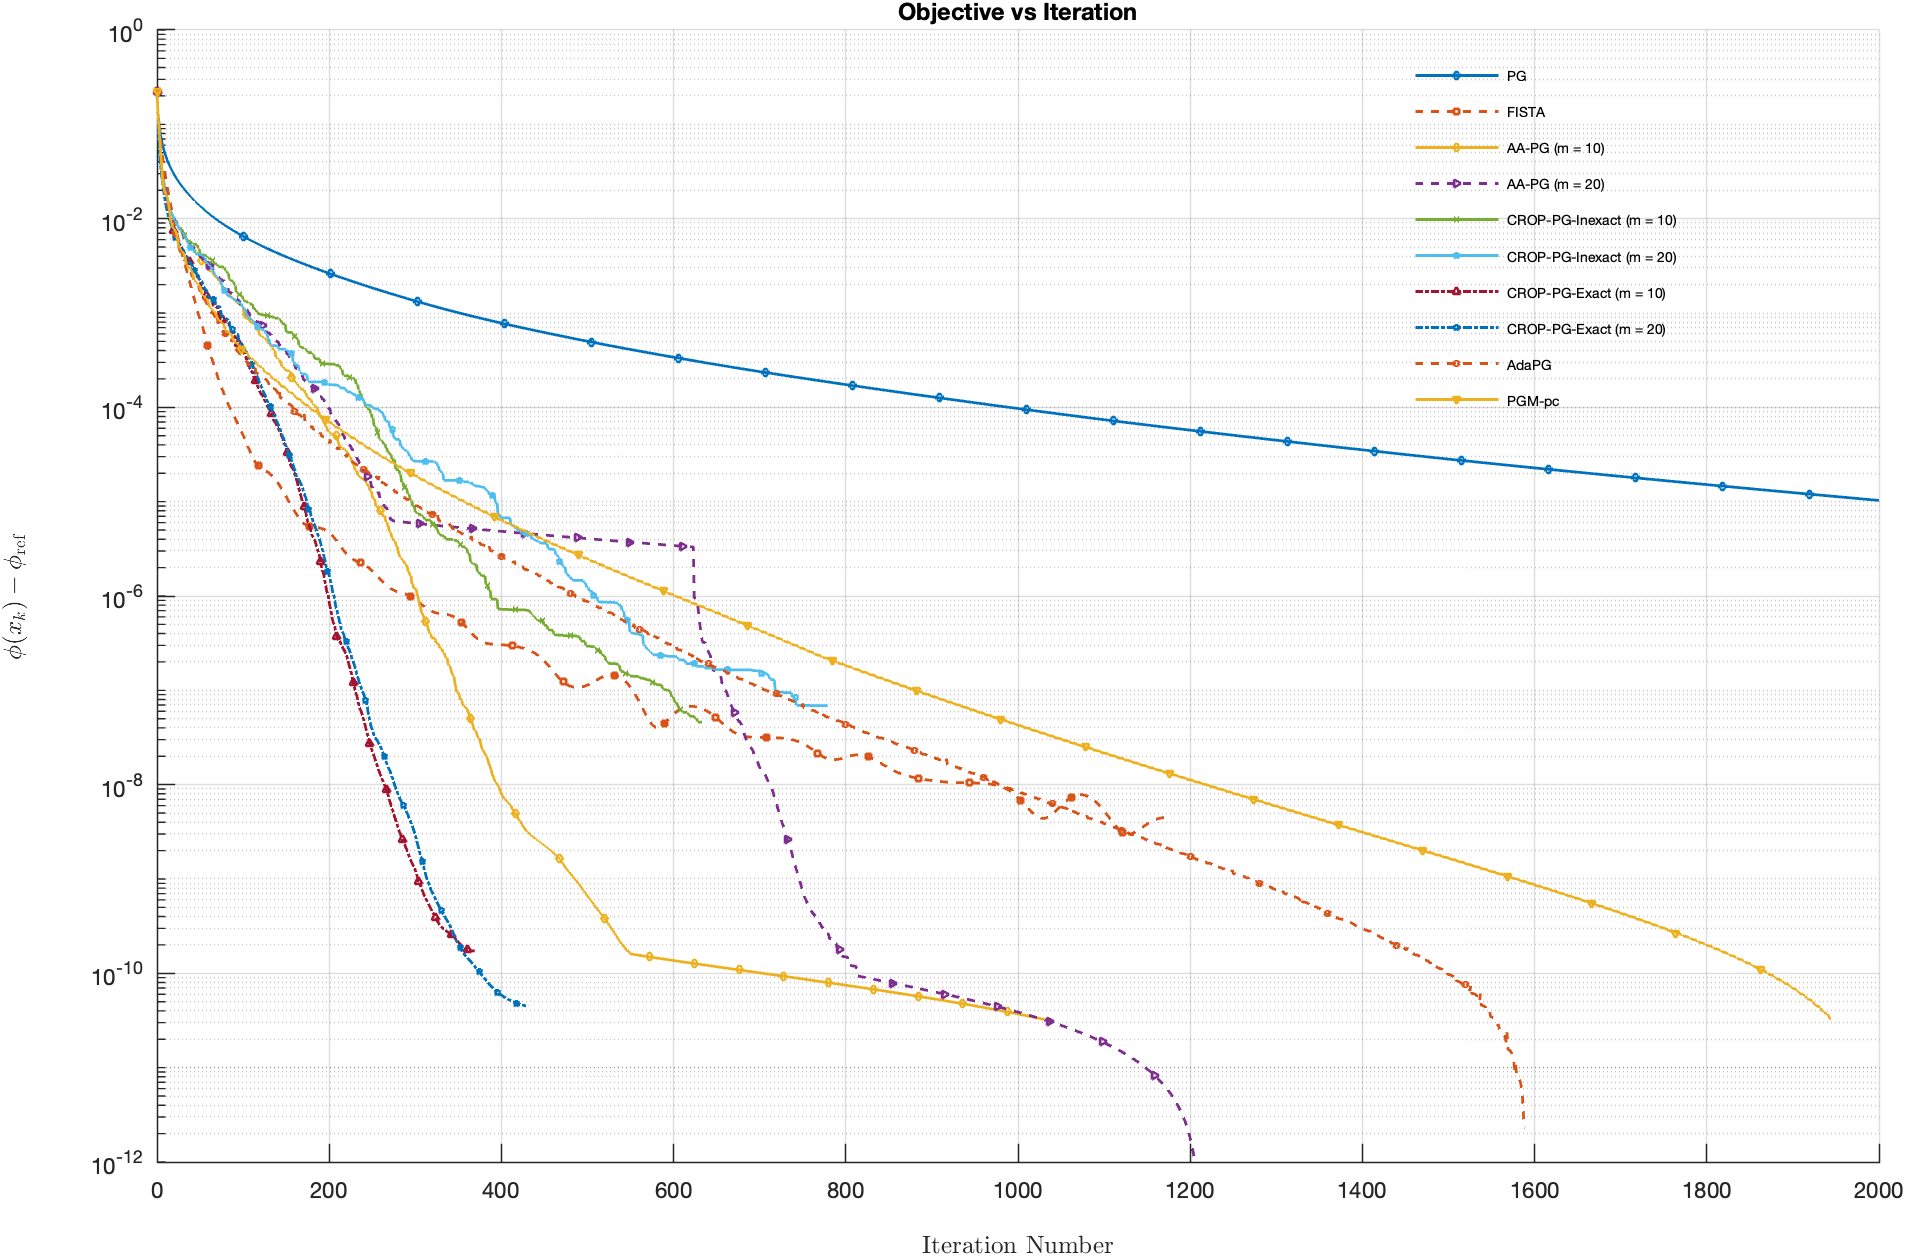 Objective vs Iteration
10^0
10^-2
10^-4
10^-6
10^-8
10^-10
10^-12
ϕ(x_k) − ϕ_ref
PG
FISTA
AA-PG (m = 10)
AA-PG (m = 20)
CROP-PG-Inexact (m = 10)
CROP-PG-Inexact (m = 20)
CROP-PG-Exact (m = 10)
CROP-PG-Exact (m = 20)
AdaPG
PGM-pc
0 200 400 600 800 1000 1200 1400 1600 1800 2000
Iteration Number